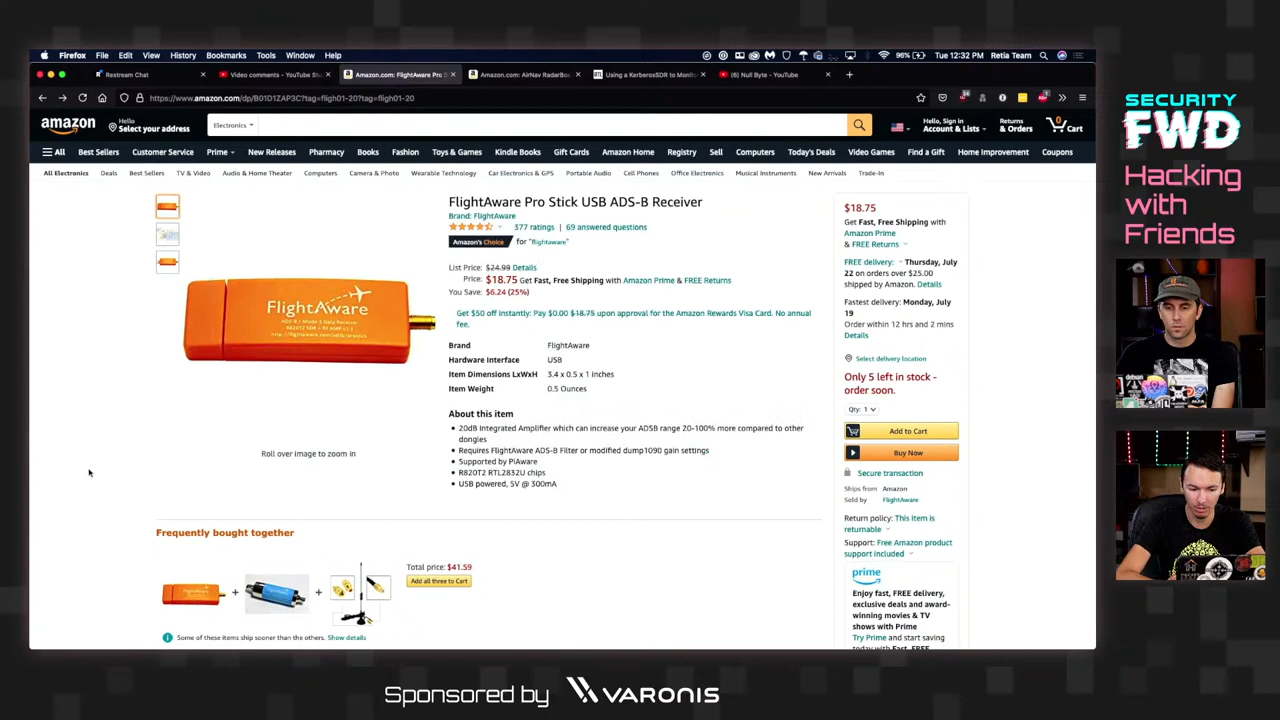 Firefox File Edit View History Bookmarks Tools Window Help
96% Tue 12:32 PM Retia Team
Restream Chat
Video comments - YouTube Stu
Amazon.com: FlightAware Pro S
Amazon.com: AirNav RadarBo
Using a KerberosSDR to Monito
(6) Null Byte - YouTube
https://www.amazon.com/dp/B01D1ZAP3C?tag=fligh01-20?tag=fligh01-20
amazon
Hello
Select your address
Electronics
Hello, Sign in
Account & Lists
Returns
& Orders
0
Cart
All Best Sellers Customer Service Prime New Releases Pharmacy Books Fashion Toys & Games Kindle Books Gift Cards Amazon Home Registry Sell Computers Today's Deals Video Games Find a Gift Home Improvement Coupons
All Electronics Deals Best Sellers TV & Video Audio & Home Theater Computers Camera & Photo Wearable Technology Car Electronics & GPS Portable Audio Cell Phones Office Electronics Musical Instruments New Arrivals Trade-In
FlightAware
ADS-B / Mode-S Data Receiver
Roll over image to zoom in
FlightAware Pro Stick USB ADS-B Receiver
Brand: FlightAware
377 ratings | 69 answered questions
Amazon's Choice for "flightaware"
List Price: $24.99 Details
Price: $18.75 Get Fast, Free Shipping with Amazon Prime & FREE Returns
You Save: $6.24 (25%)
Get $50 off instantly: Pay $0.00 $18.75 upon approval for the Amazon Rewards Visa Card. No annual
fee.
Brand FlightAware
Hardware Interface USB
Item Dimensions LxWxH 3.4 x 0.5 x 1 inches
Item Weight 0.5 Ounces
About this item
20dB Integrated Amplifier which can increase your ADSB range 20-100% more compared to other
dongles
Requires FlightAware ADS-B Filter or modified dump1090 gain settings
Supported by PiAware
R820T2 RTL2832U chips
USB powered, 5V @ 300mA
Frequently bought together
+ +
Total price: $41.59
Add all three to Cart
Some of these items ship sooner than the others. Show details
$18.75
Get Fast, Free Shipping with
Amazon Prime
& FREE Returns
FREE delivery: Thursday, July
22 on orders over $25.00
shipped by Amazon. Details
Fastest delivery: Monday, July
19
Order within 12 hrs and 2 mins
Details
Select delivery location
Only 5 left in stock -
order soon.
Qty: 1
Add to Cart
Buy Now
Secure transaction
Ships from Amazon
Sold by FlightAware
Return policy: This item is
returnable
Support: Free Amazon product
support included
prime
Enjoy fast, FREE delivery,
exclusive deals and award-
winning movies & TV
shows with Prime
Try Prime and start saving
today with Fast, FREE
SECURITY
FWD
Hacking
with
Friends
Sponsored by VARONIS